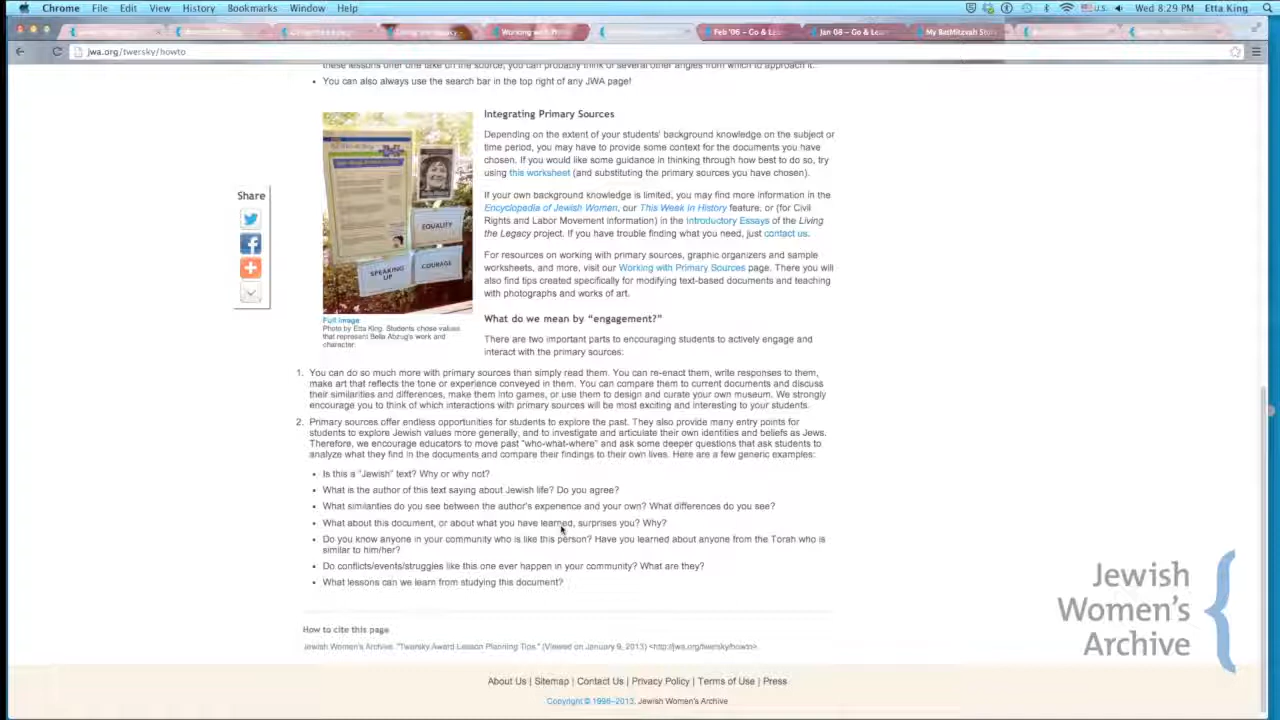 Chrome File Edit View History Bookmarks Window Help
U.S. Wed 8:29 PM Etta King
Feb '06 – Go & Le... Jan 08 – Go & Le... My BatMitzvah Stor...
jwa.org/twersky/howto
these lessons offer one take on the source, you can
You can also always use the search bar in the top right of any JWA page!
Integrating Primary Sources
Depending on the extent of your students' background knowledge on the subject or
time period, you may have to provide some context for the documents you have
chosen. If you would like some guidance in thinking through how best to do so, try
using this worksheet (and substituting the primary sources you have chosen).
If your own background knowledge is limited, you may find more information in the
Encyclopedia of Jewish Women, our This Week in History feature, or (for Civil
Rights and Labor Movement information) in the Introductory Essays of the Living
the Legacy project. If you have trouble finding what you need, just contact us.
For resources on working with primary sources, graphic organizers and sample
worksheets, and more, visit our Working with Primary Sources page. There you will
also find tips created specifically for modifying text-based documents and teaching
with photographs and works of art.
Share
EQUALITY
SPEAKING UP
COURAGE
Full image
Photo by Etta King. Students chose values
that represent Bella Abzug's work and
character.
What do we mean by “engagement?”
There are two important parts to encouraging students to actively engage and
interact with the primary sources:
1. You can do so much more with primary sources than simply read them. You can re-enact them, write responses to them,
make art that reflects the tone or experience conveyed in them. You can compare them to current documents and discuss
their similarities and differences, make them into games, or use them to design and curate your own museum. We strongly
encourage you to think of which interactions with primary sources will be most exciting and interesting to your students.
2. Primary sources offer endless opportunities for students to explore the past. They also provide many entry points for
students to explore Jewish values more generally, and to investigate and articulate their own identities and beliefs as Jews.
Therefore, we encourage educators to move past "who-what-where" and ask some deeper questions that ask students to
analyze what they find in the documents and compare their findings to their own lives. Here are a few generic examples:
Is this a "Jewish" text? Why or why not?
What is the author of this text saying about Jewish life? Do you agree?
What similarities do you see between the author's experience and your own? What differences do you see?
What about this document, or about what you have learned, surprises you? Why?
Do you know anyone in your community who is like this person? Have you learned about anyone from the Torah who is
similar to him/her?
Do conflicts/events/struggles like this one ever happen in your community? What are they?
What lessons can we learn from studying this document?
How to cite this page
Jewish Women's Archive. "Twersky Award Lesson Planning Tips." (Viewed on January 9, 2013) <http://jwa.org/twersky/howto>.
About Us | Sitemap | Contact Us | Privacy Policy | Terms of Use | Press
Copyright © 1996–2013, Jewish Women's Archive
Jewish
Women's
Archive